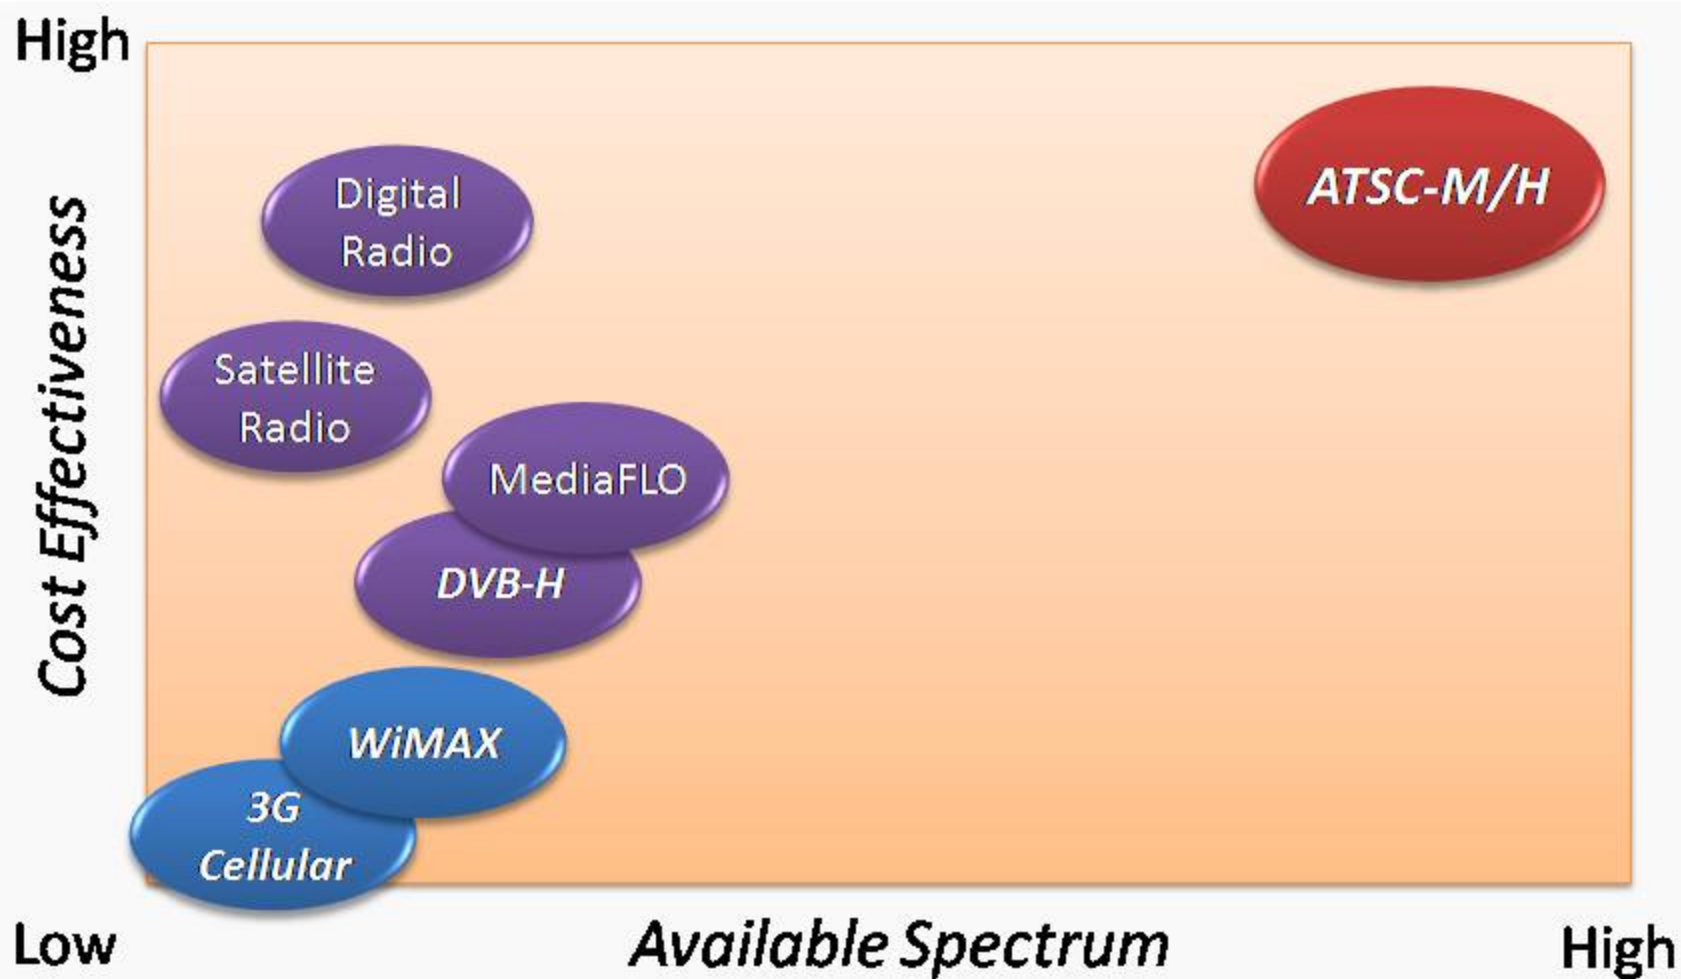 High
Cost Effectiveness
Digital
Radio
ATSC-M/H
Satellite
Radio
MediaFLO
DVB-H
WiMAX
3G
Cellular
Low
Available Spectrum
High